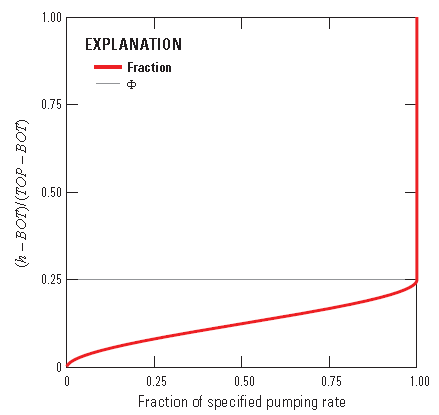 EXPLANATION
Fraction
Φ
1.00
0.75
0.50
0.25
0
(h − BOT)/(TOP − BOT)
0
0.25
0.50
0.75
1.00
Fraction of specified pumping rate